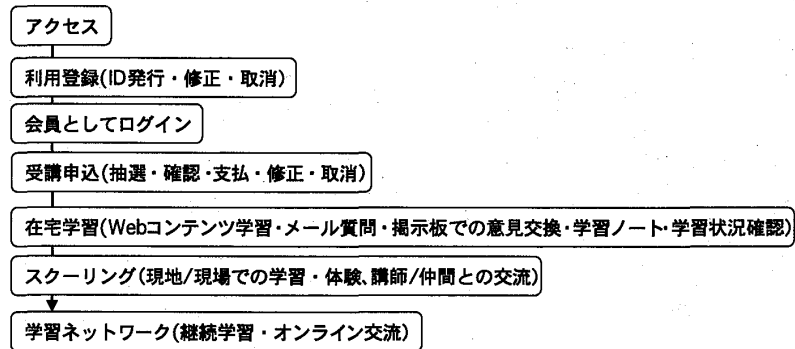 アクセス
利用登録(ID発行・修正・取消)
会員としてログイン
受講申込(抽選・確認・支払・修正・取消)
在宅学習(Webコンテンツ学習・メール質問・掲示板での意見交換・学習ノート・学習状況確認)
スクーリング(現地/現場での学習・体験、講師/仲間との交流)
学習ネットワーク(継続学習・オンライン交流)